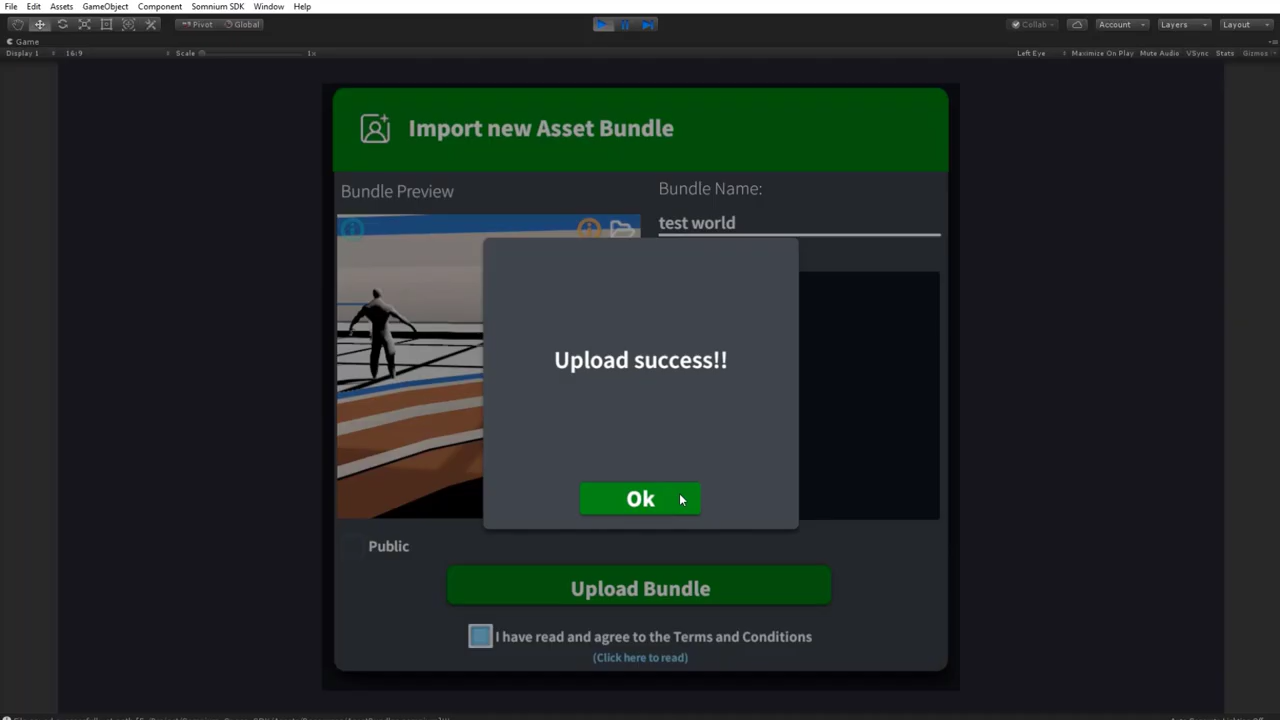 File Edit Assets GameObject Component Somnium SDK Window Help
Pivot Global Collab Account Layers Layout
Game
Display 1 16:9 Scale 1x Left Eye Maximize On Play Mute Audio VSync Stats Gizmos
Import new Asset Bundle
Bundle Preview
Bundle Name:
test world
Upload success!!
Ok
Public
Upload Bundle
I have read and agree to the Terms and Conditions
(Click here to read)